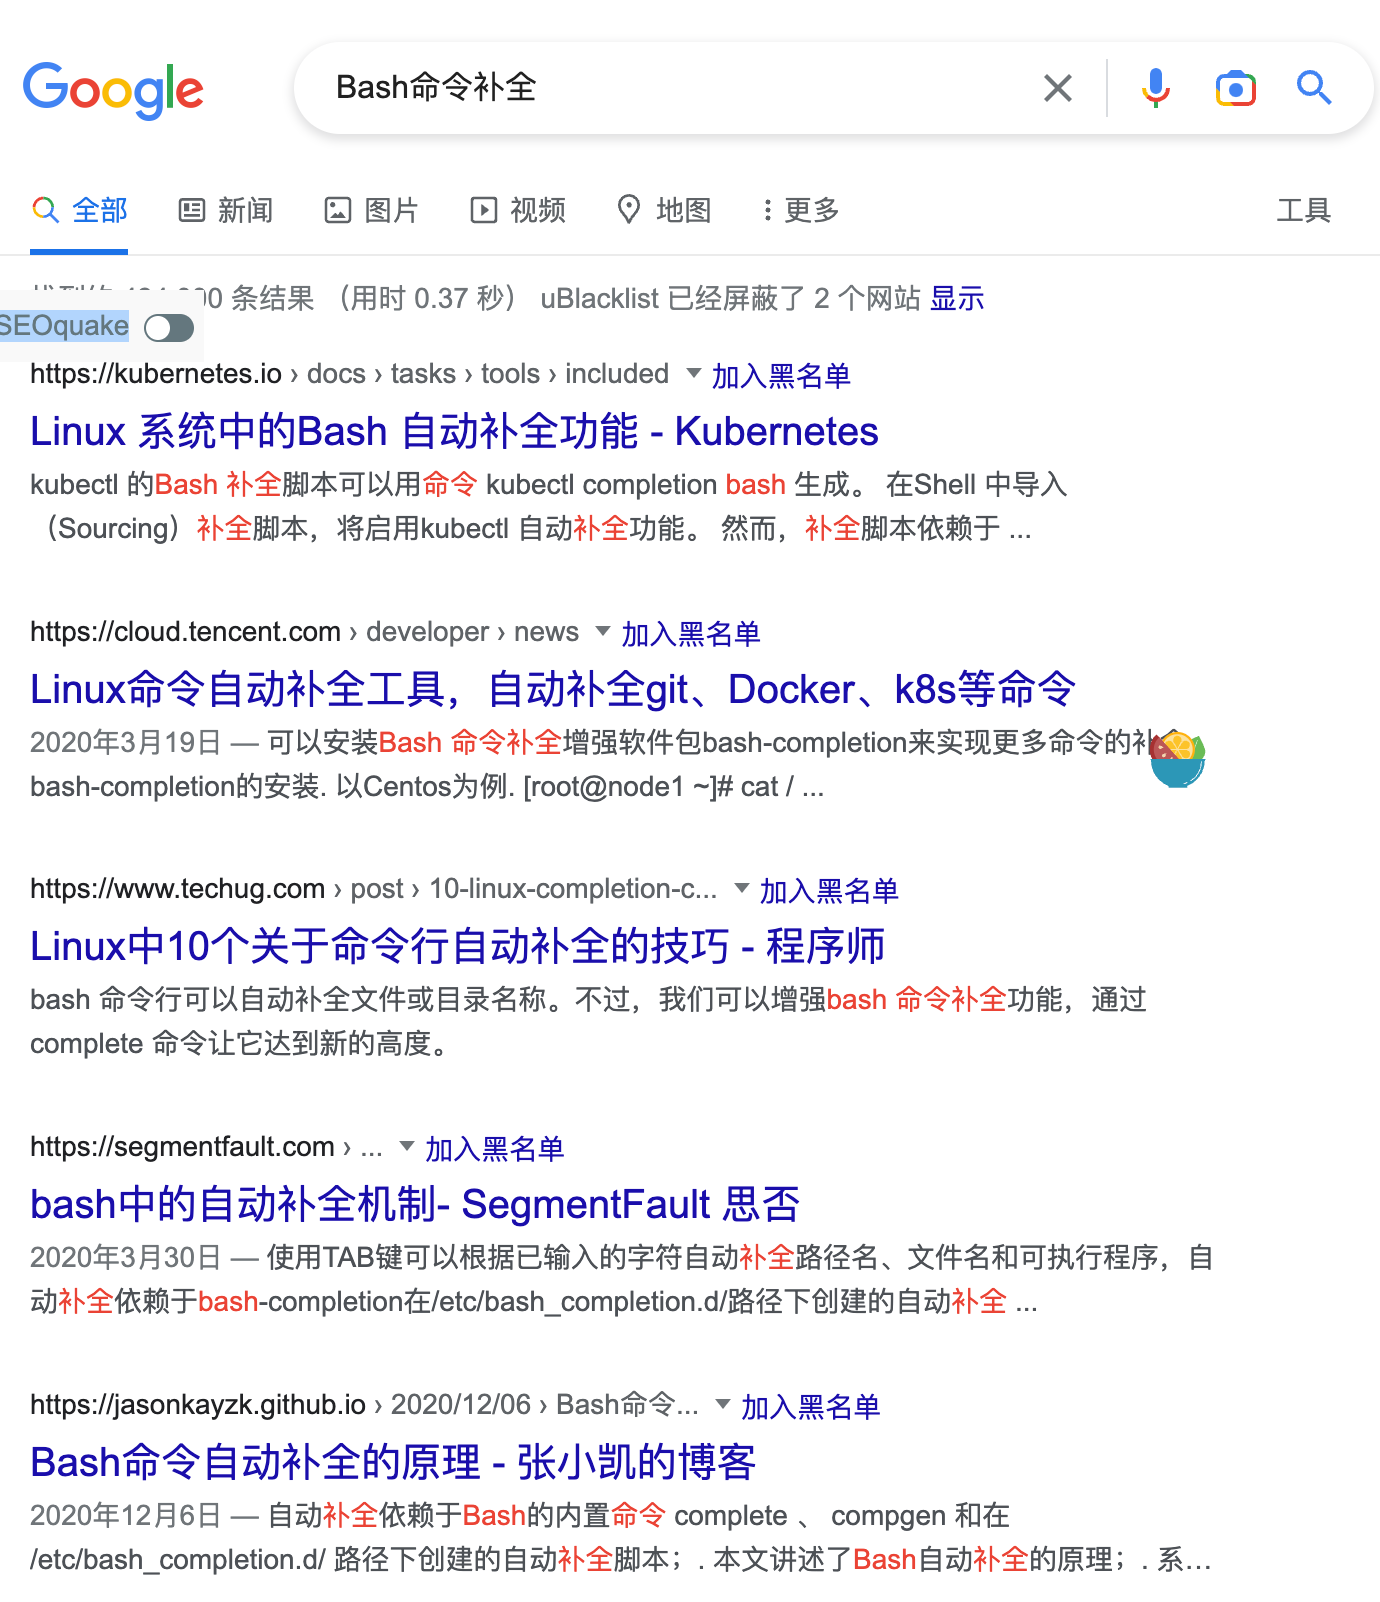 Google
Bash命令补全
全部 新闻 图片 视频 地图 更多 工具
条结果 （用时 0.37 秒） uBlacklist 已经屏蔽了 2 个网站 显示
SEOquake
https://kubernetes.io › docs › tasks › tools › included 加入黑名单
Linux 系统中的Bash 自动补全功能 - Kubernetes
kubectl 的Bash 补全脚本可以用命令 kubectl completion bash 生成。 在Shell 中导入
（Sourcing）补全脚本，将启用kubectl 自动补全功能。 然而，补全脚本依赖于 ...
https://cloud.tencent.com › developer › news 加入黑名单
Linux命令自动补全工具，自动补全git、Docker、k8s等命令
2020年3月19日 — 可以安装Bash 命令补全增强软件包bash-completion来实现更多命令的补
bash-completion的安装. 以Centos为例. [root@node1 ~]# cat / ...
https://www.techug.com › post › 10-linux-completion-c... 加入黑名单
Linux中10个关于命令行自动补全的技巧 - 程序师
bash 命令行可以自动补全文件或目录名称。不过，我们可以增强bash 命令补全功能，通过
complete 命令让它达到新的高度。
https://segmentfault.com › ... 加入黑名单
bash中的自动补全机制- SegmentFault 思否
2020年3月30日 — 使用TAB键可以根据已输入的字符自动补全路径名、文件名和可执行程序，自
动补全依赖于bash-completion在/etc/bash_completion.d/路径下创建的自动补全 ...
https://jasonkayzk.github.io › 2020/12/06 › Bash命令... 加入黑名单
Bash命令自动补全的原理 - 张小凯的博客
2020年12月6日 — 自动补全依赖于Bash的内置命令 complete 、 compgen 和在
/etc/bash_completion.d/ 路径下创建的自动补全脚本；. 本文讲述了Bash自动补全的原理；. 系...